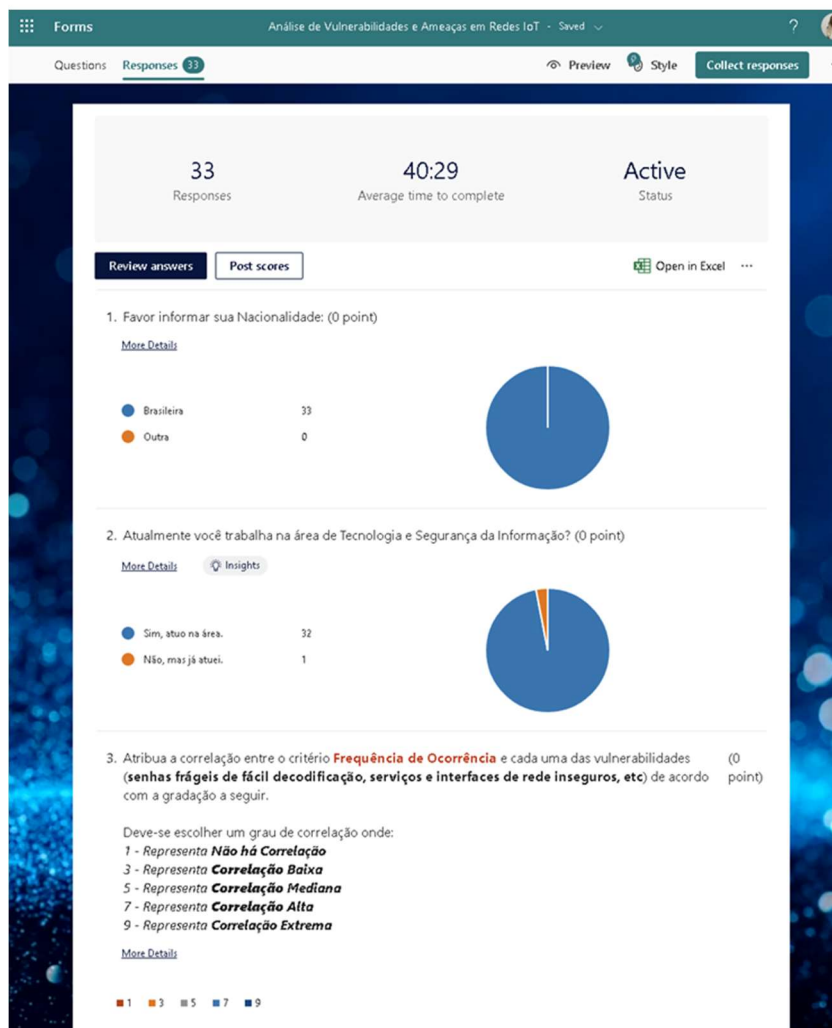 Forms
Análise de Vulnerabilidades e Ameaças em Redes IoT - Saved
?
Questions
Responses 33
Preview
Style
Collect responses
33
Responses
40:29
Average time to complete
Active
Status
Review answers
Post scores
Open in Excel
...
1. Favor informar sua Nacionalidade: (0 point)
More Details
Brasileira 33
Outra 0
2. Atualmente você trabalha na área de Tecnologia e Segurança da Informação? (0 point)
More Details
Insights
Sim, atuo na área. 32
Não, mas já atuei. 1
3. Atribua a correlação entre o critério Frequência de Ocorrência e cada uma das vulnerabilidades (0
(senhas frágeis de fácil decodificação, serviços e interfaces de rede inseguros, etc) de acordo point)
com a gradação a seguir.
Deve-se escolher um grau de correlação onde:
1 - Representa Não há Correlação
3 - Representa Correlação Baixa
5 - Representa Correlação Mediana
7 - Representa Correlação Alta
9 - Representa Correlação Extrema
More Details
1 3 5 7 9